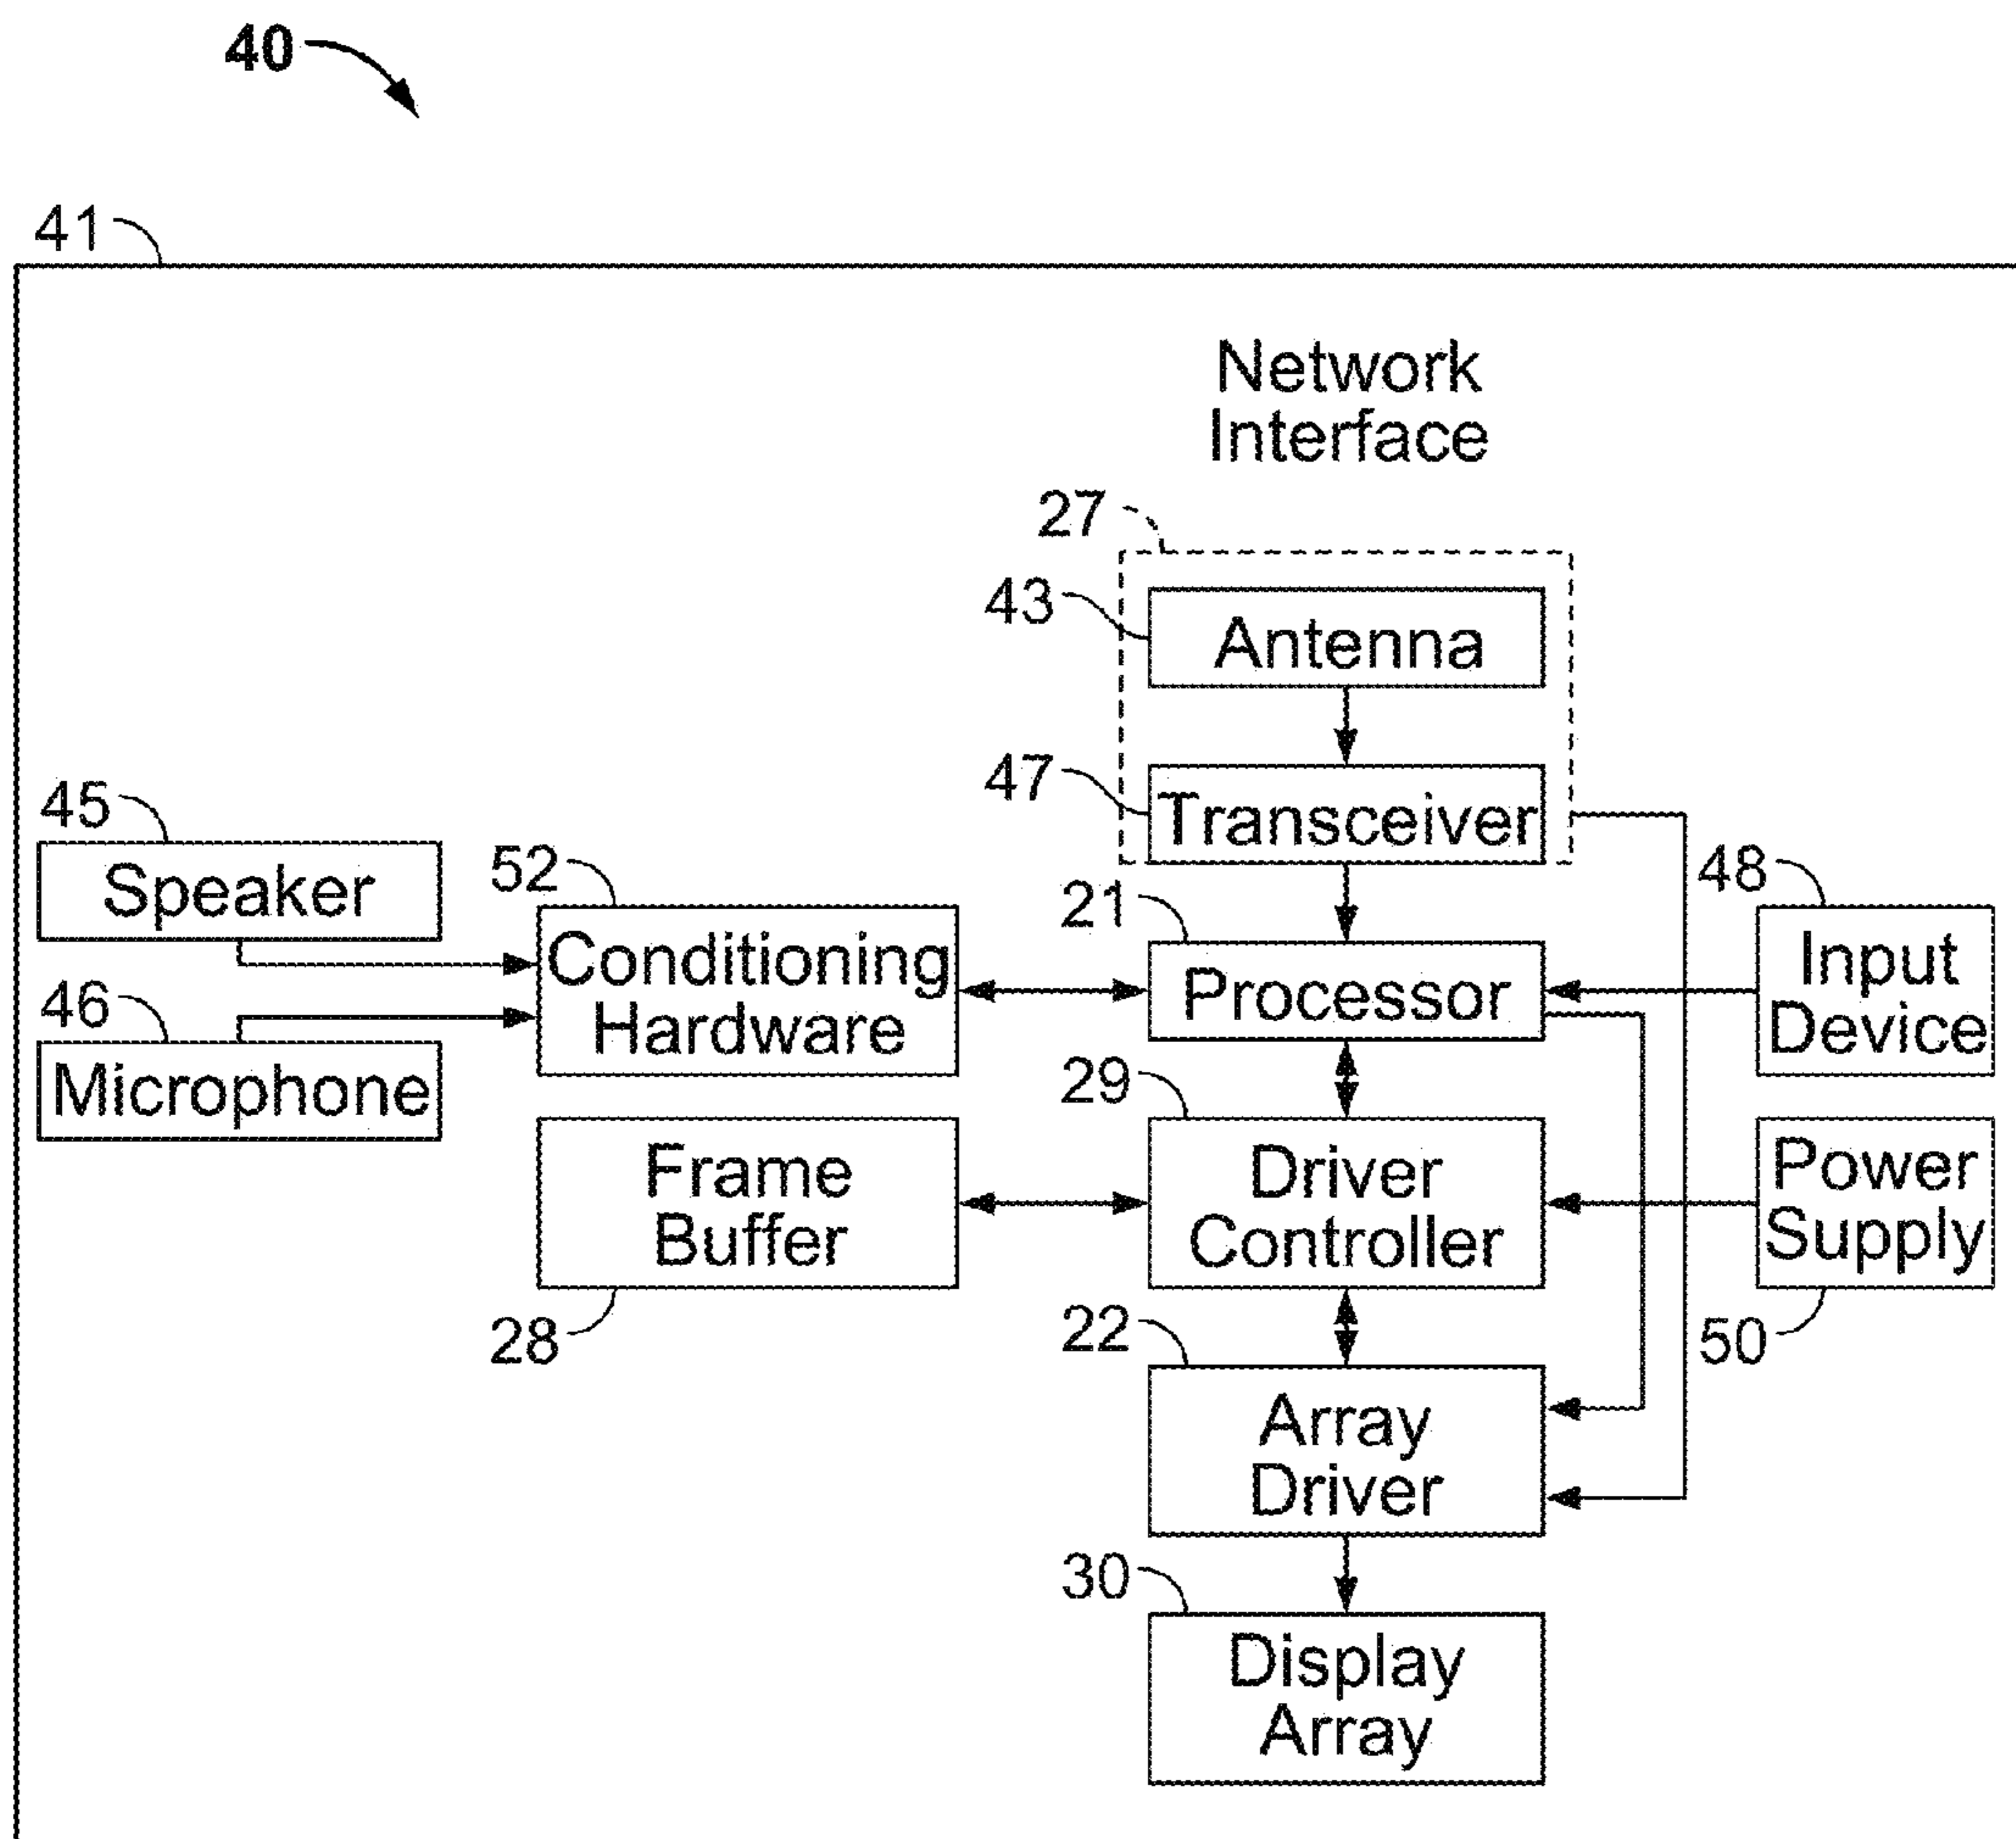 40
41
Network
Interface
27
43
Antenna
47
Transceiver
45
Speaker
52
Conditioning
Hardware
21
Processor
48
Input
Device
46
Microphone
29
Driver
Controller
Frame
Buffer
28
Power
Supply
50
22
Array
Driver
30
Display
Array